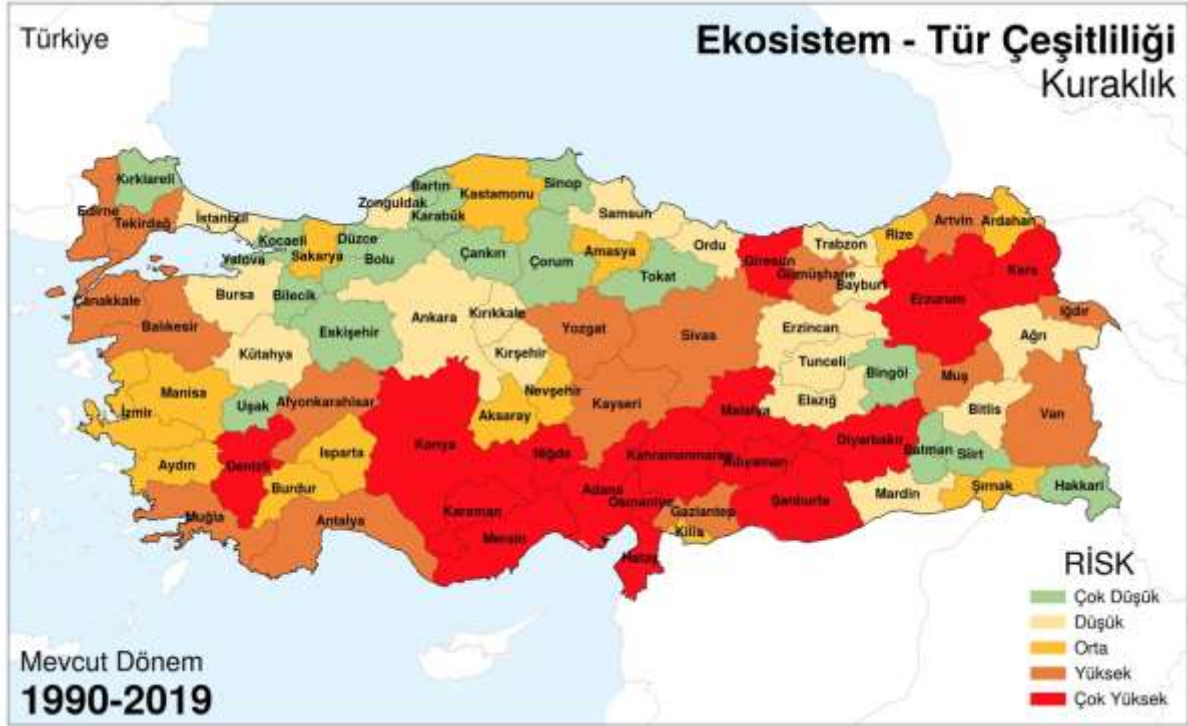 Türkiye
Ekosistem - Tür Çeşitliliği
Kuraklık
Kırklareli
Edirne
Tekirdağ
İstanbul
Kocaeli
Yalova
Sakarya
Düzce
Bolu
Zonguldak
Bartın
Karabük
Kastamonu
Sinop
Çankırı
Çorum
Samsun
Amasya
Tokat
Ordu
Giresun
Gümüşhane
Trabzon
Bayburt
Rize
Artvin
Ardahan
Kars
Erzurum
Iğdır
Ağrı
Çanakkale
Balıkesir
Bursa
Bilecik
Eskişehir
Kütahya
Ankara
Kırıkkale
Kırşehir
Yozgat
Sivas
Erzincan
Tunceli
Elazığ
Bingöl
Muş
Bitlis
Van
Manisa
İzmir
Uşak
Afyonkarahisar
Aksaray
Nevşehir
Kayseri
Malatya
Diyarbakır
Batman
Siirt
Hakkari
Şırnak
Mardin
Aydın
Denizli
Isparta
Burdur
Konya
Niğde
Kahramanmaraş
Adıyaman
Şanlıurfa
Muğla
Antalya
Karaman
Mersin
Adana
Osmaniye
Gaziantep
Kilis
Hatay
RİSK
Çok Düşük
Düşük
Orta
Yüksek
Çok Yüksek
Mevcut Dönem
1990-2019